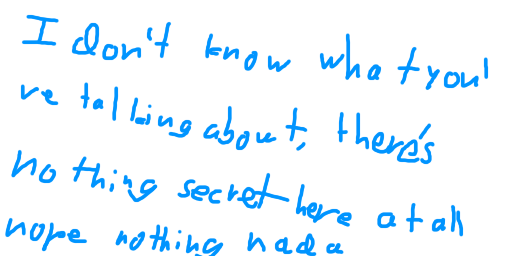 I don't know what you'
re talking about, there's
nothing secret here at all
nope nothing nada